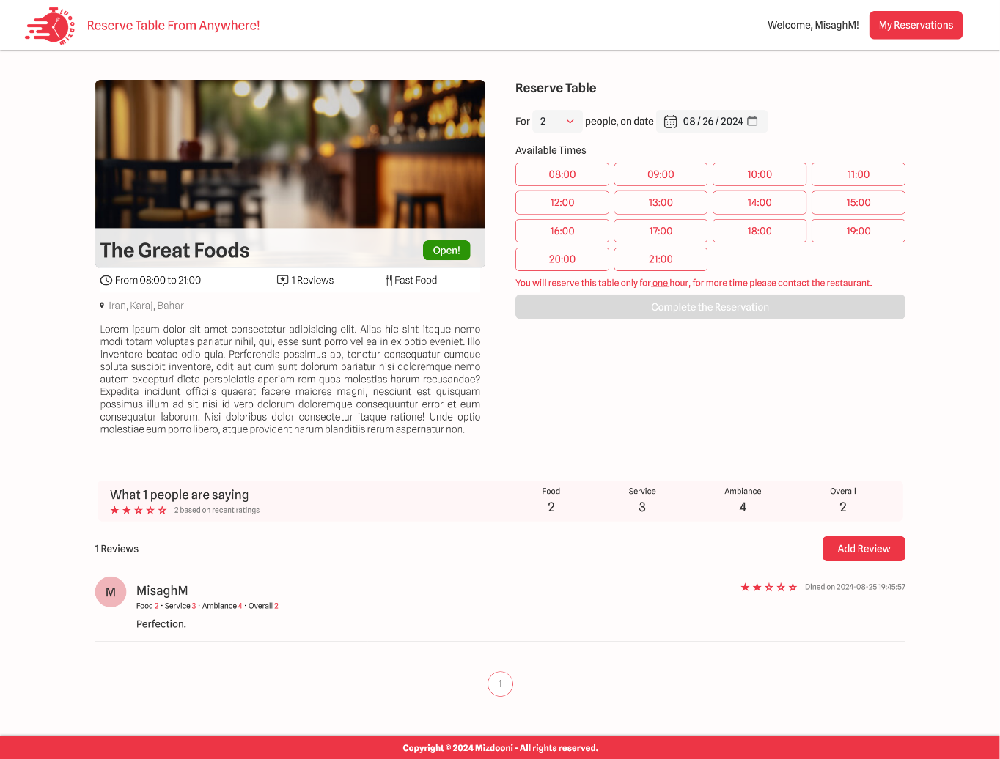 mizdooni
Reserve Table From Anywhere!
Welcome, MisaghM!
My Reservations
The Great Foods
Open!
From 08:00 to 21:00
1 Reviews
Fast Food
Iran, Karaj, Bahar
Lorem ipsum dolor sit amet consectetur adipisicing elit. Alias hic sint itaque nemo
modi totam voluptas pariatur nihil, qui, esse sunt porro vel ea in ex optio eveniet. Illo
inventore beatae odio quia. Perferendis possimus ab, tenetur consequatur cumque
soluta suscipit inventore, odit aut cum sunt dolorum pariatur nisi doloremque nemo
autem excepturi dicta perspiciatis aperiam rem quos molestias harum recusandae?
Expedita incidunt officiis quaerat facere maiores magni, nesciunt est quisquam
possimus illum ad sit nisi id vero dolorum doloremque consequuntur error et eum
consequatur laborum. Nisi doloribus dolor consectetur itaque ratione! Unde optio
molestiae eum porro libero, atque provident harum blanditiis rerum aspernatur non.
Reserve Table
For 2 people, on date 08 / 26 / 2024
Available Times
08:00 09:00 10:00 11:00
12:00 13:00 14:00 15:00
16:00 17:00 18:00 19:00
20:00 21:00
You will reserve this table only for one hour, for more time please contact the restaurant.
Complete the Reservation
What 1 people are saying
2 based on recent ratings
Food Service Ambiance Overall
2 3 4 2
1 Reviews
Add Review
M
MisaghM
Dined on 2024-08-25 19:45:57
Food 2 · Service 3 · Ambiance 4 · Overall 2
Perfection.
1
Copyright © 2024 Mizdooni - All rights reserved.